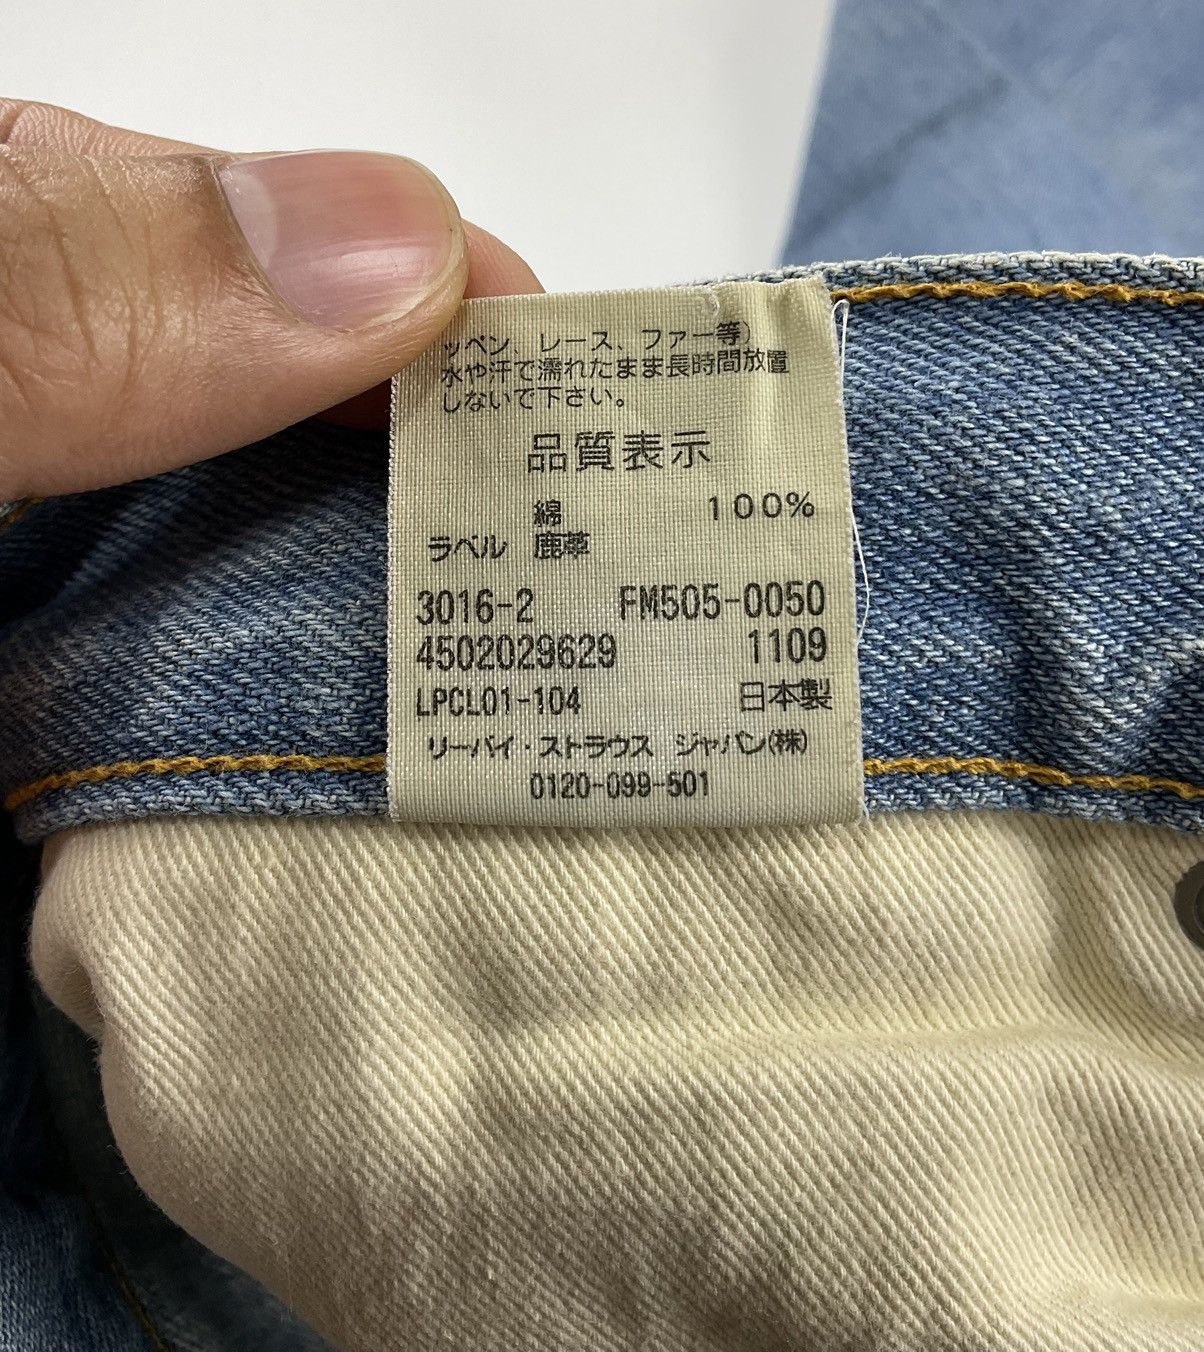 ッペン、レース、ファー等)
水や汗で濡れたまま長時間放置
しないで下さい。
品質表示
綿 100%
ラベル 鹿革
3016-2 FM505-0050
4502029629 1109
LPCL01-104 日本製
リーバイ・ストラウス ジャパン(株)
0120-099-501